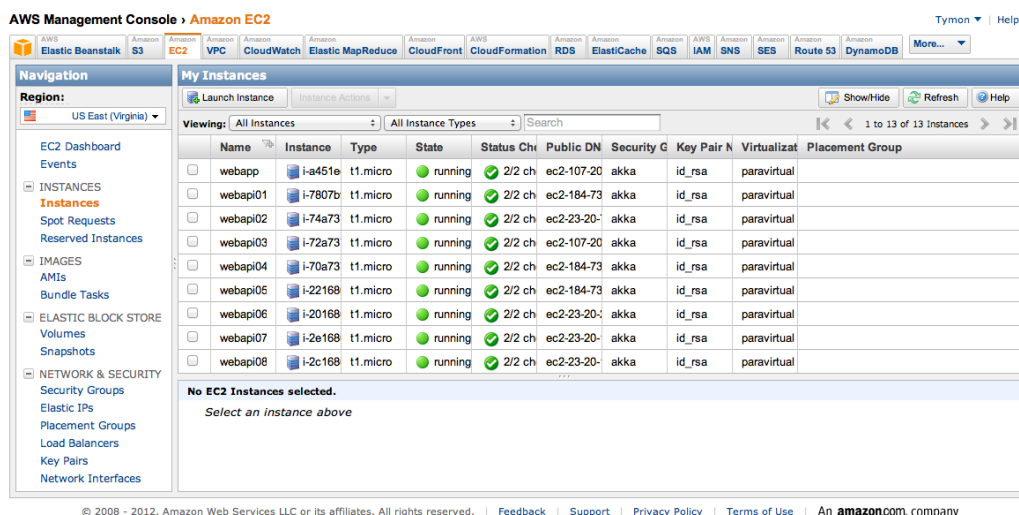 AWS Management Console › Amazon EC2 Tymon ▼ | Help
AWS Elastic Beanstalk Amazon S3 Amazon EC2 Amazon VPC Amazon CloudWatch Amazon Elastic MapReduce Amazon CloudFront AWS CloudFormation Amazon RDS Amazon ElastiCache Amazon SQS AWS IAM Amazon SNS Amazon SES Amazon Route 53 Amazon DynamoDB More... ▼
Navigation
Region:
US East (Virginia) ▼
EC2 Dashboard
Events
INSTANCES
Instances
Spot Requests
Reserved Instances
IMAGES
AMIs
Bundle Tasks
ELASTIC BLOCK STORE
Volumes
Snapshots
NETWORK & SECURITY
Security Groups
Elastic IPs
Placement Groups
Load Balancers
Key Pairs
Network Interfaces
My Instances
Launch Instance Instance Actions Show/Hide Refresh Help
Viewing: All Instances All Instance Types Search 1 to 13 of 13 Instances
Name Instance Type State Status Che Public DN Security G Key Pair N Virtualizat Placement Group
webapp i-a451e t1.micro running 2/2 ch ec2-107-20 akka id_rsa paravirtual
webapi01 i-7807b t1.micro running 2/2 ch ec2-184-73 akka id_rsa paravirtual
webapi02 i-74a73 t1.micro running 2/2 ch ec2-23-20- akka id_rsa paravirtual
webapi03 i-72a73 t1.micro running 2/2 ch ec2-107-20 akka id_rsa paravirtual
webapi04 i-70a73 t1.micro running 2/2 ch ec2-184-73 akka id_rsa paravirtual
webapi05 i-22168 t1.micro running 2/2 ch ec2-184-73 akka id_rsa paravirtual
webapi06 i-20168 t1.micro running 2/2 ch ec2-23-20- akka id_rsa paravirtual
webapi07 i-2e168 t1.micro running 2/2 ch ec2-23-20- akka id_rsa paravirtual
webapi08 i-2c168 t1.micro running 2/2 ch ec2-23-20- akka id_rsa paravirtual
No EC2 Instances selected.
Select an instance above
© 2008 - 2012, Amazon Web Services LLC or its affiliates. All rights reserved. | Feedback | Support | Privacy Policy | Terms of Use | An amazon.com. company